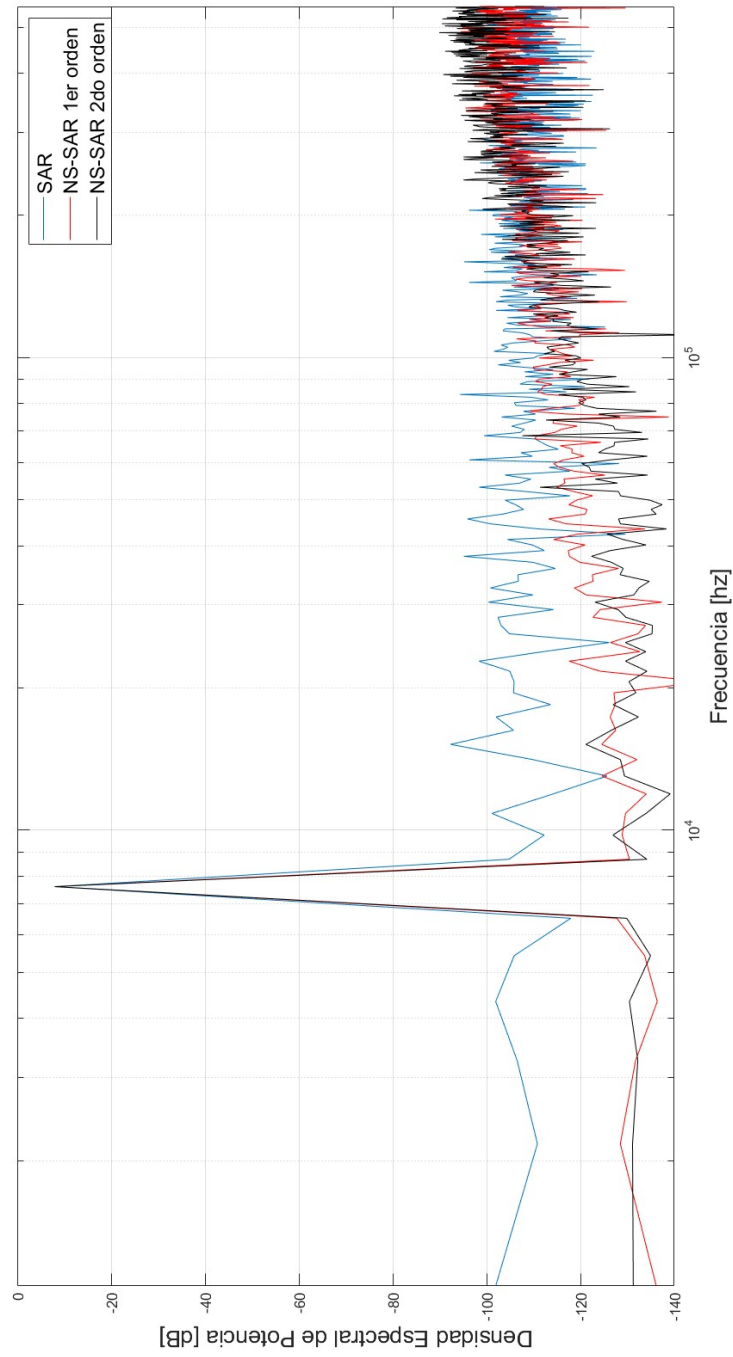 SAR
NS-SAR 1er orden
NS-SAR 2do orden
0
-20
-40
-60
-80
-100
-120
-140
Densidad Espectral de Potencia [dB]
10⁴
10⁵
Frecuencia [hz]